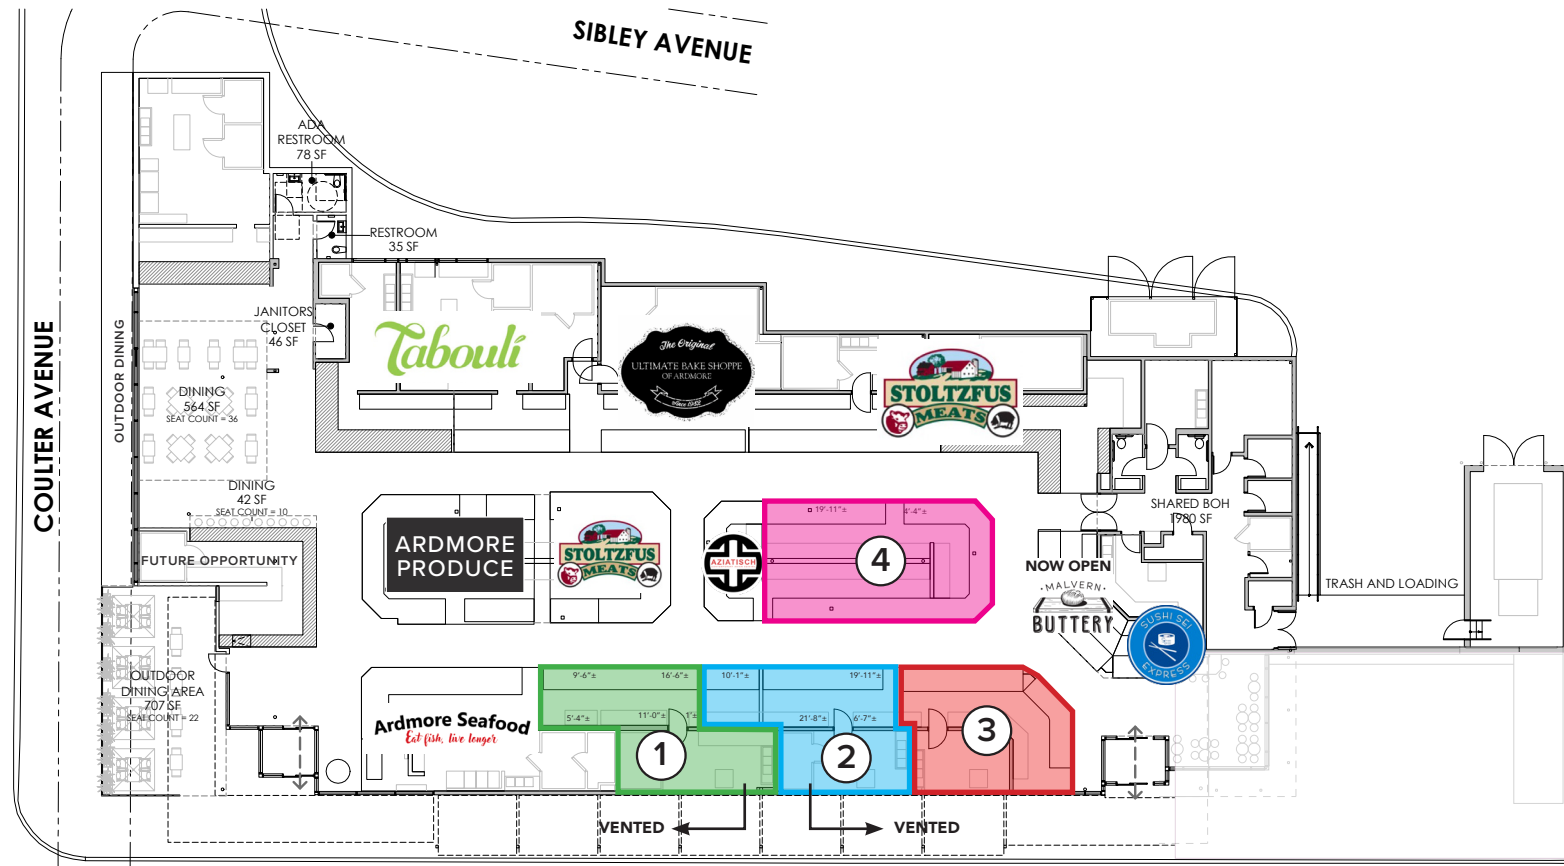 SIBLEY AVENUE
COULTER AVENUE
ADA
RESTROOM
78 SF
RESTROOM
35 SF
JANITORS
CLOSET
46 SF
OUTDOOR DINING
DINING
564 SF
SEAT COUNT = 36
DINING
42 SF
SEAT COUNT = 10
FUTURE OPPORTUNITY
OUTDOOR
DINING AREA
707 SF
SEAT COUNT = 22
Tabouli
The Original
ULTIMATE BAKE SHOPPE
OF ARDMORE
Since 1982
STOLTZFUS
MEATS
ARDMORE
PRODUCE
STOLTZFUS
MEATS
AZIATISCH
19'-11"±
4'-4"±
4
SHARED BOH
1980 SF
NOW OPEN
MALVERN
BUTTERY
SUSHI SEI
EXPRESS
TRASH AND LOADING
Ardmore Seafood
Eat fish, live longer
9'-6"±
16'-6"±
5'-4"±
11'-0"±
1'±
1
10'-1"±
19'-11"±
21'-8"±
6'-7"±
2
3
VENTED
VENTED